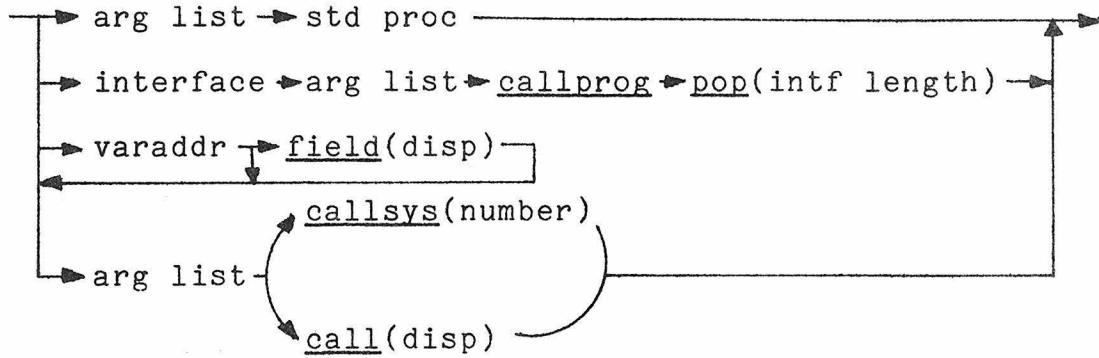 arg list std proc
interface arg list callprog pop(intf length)
varaddr field(disp)
callsys(number)
arg list
call(disp)